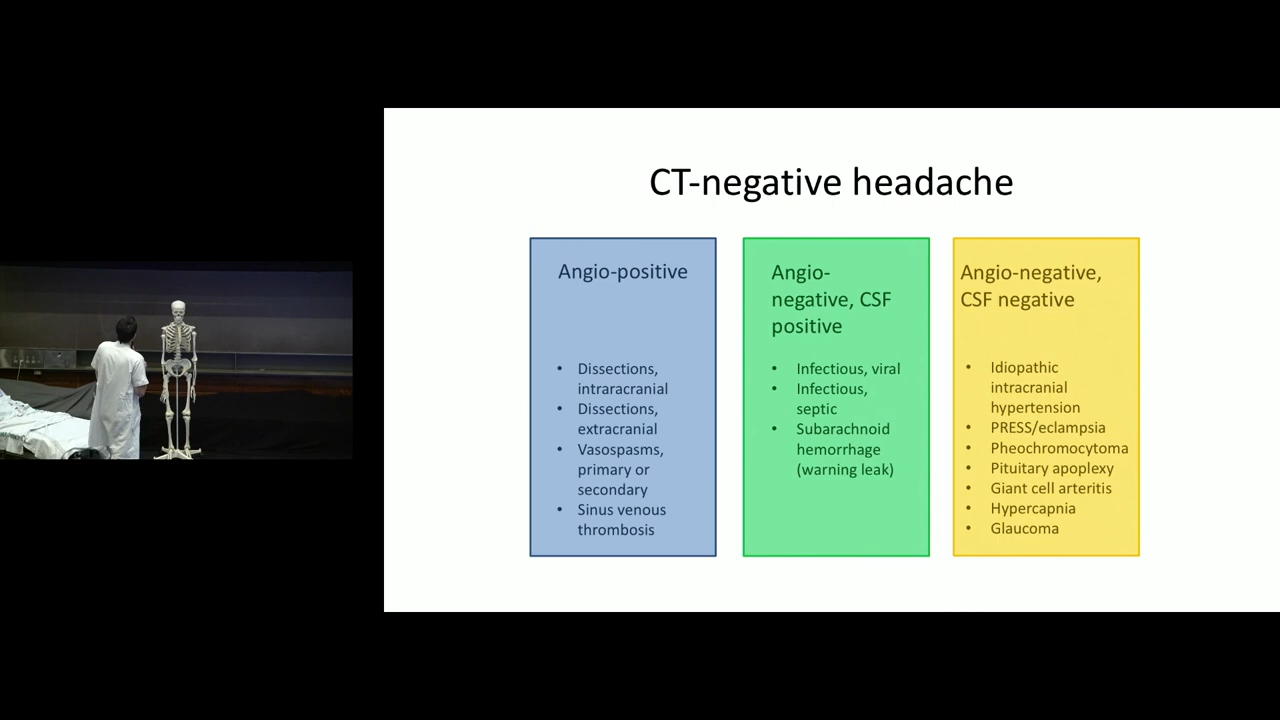 CT-negative headache
Angio-positive
• Dissections,
intraracranial
• Dissections,
extracranial
• Vasospasms,
primary or
secondary
• Sinus venous
thrombosis
Angio-
negative, CSF
positive
• Infectious, viral
• Infectious,
septic
• Subarachnoid
hemorrhage
(warning leak)
Angio-negative,
CSF negative
• Idiopathic
intracranial
hypertension
• PRESS/eclampsia
• Pheochromocytoma
• Pituitary apoplexy
• Giant cell arteritis
• Hypercapnia
• Glaucoma